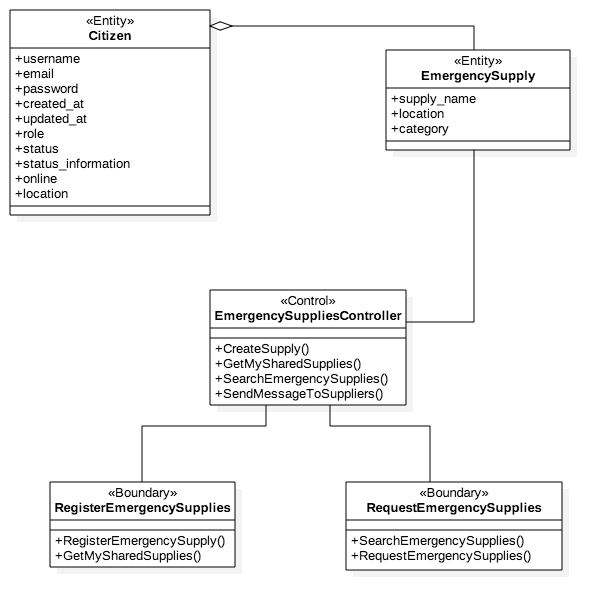 «Entity»
Citizen
+username
+email
+password
+created_at
+updated_at
+role
+status
+status_information
+online
+location
«Entity»
EmergencySupply
+supply_name
+location
+category
«Control»
EmergencySuppliesController
+CreateSupply()
+GetMySharedSupplies()
+SearchEmergencySupplies()
+SendMessageToSuppliers()
«Boundary»
RegisterEmergencySupplies
+RegisterEmergencySupply()
+GetMySharedSupplies()
«Boundary»
RequestEmergencySupplies
+SearchEmergencySupplies()
+RequestEmergencySupplies()